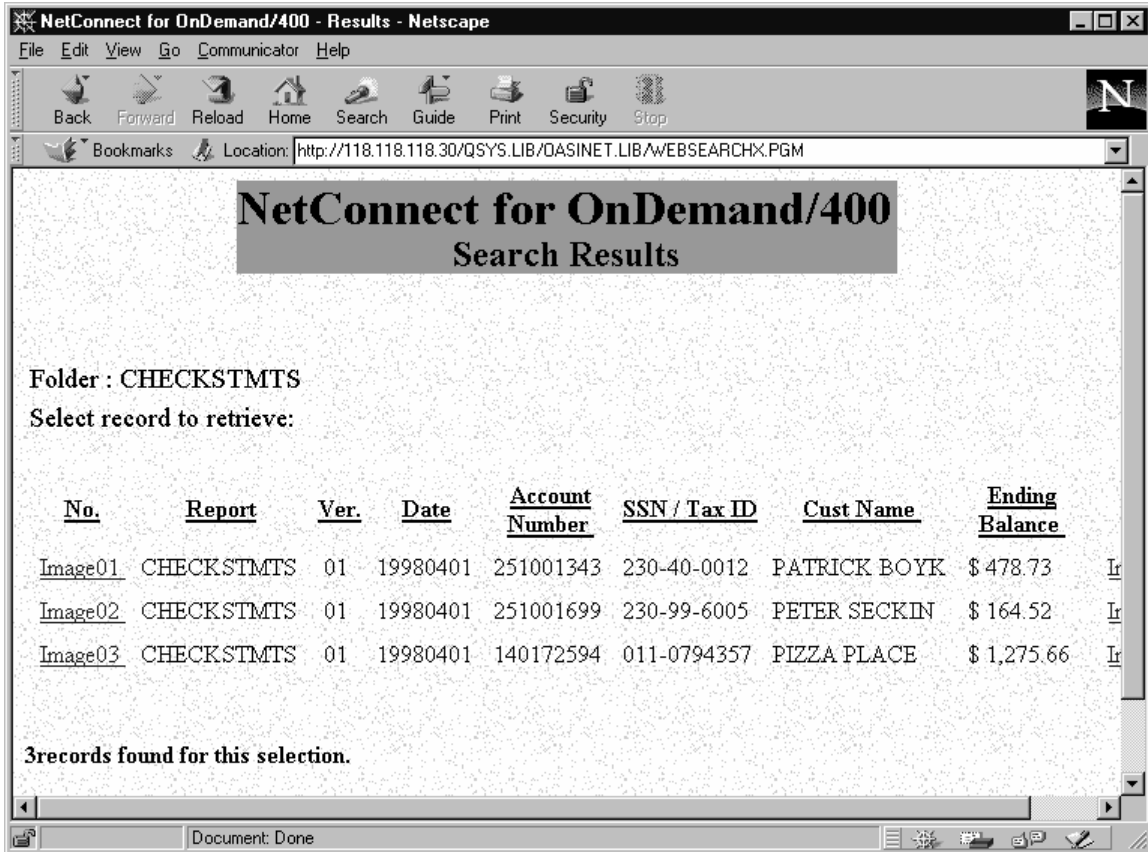 NetConnect for OnDemand/400 - Results - Netscape
File Edit View Go Communicator Help
Back Forward Reload Home Search Guide Print Security Stop
N
Bookmarks Location: http://118.118.118.30/QSYS.LIB/OASINET.LIB/WEBSEARCHX.PGM
NetConnect for OnDemand/400
Search Results
Folder : CHECKSTMTS
Select record to retrieve:
No. Report Ver. Date Account Number SSN / Tax ID Cust Name Ending Balance
Image01 CHECKSTMTS 01 19980401 251001343 230-40-0012 PATRICK BOYK $ 478.73
Image02 CHECKSTMTS 01 19980401 251001699 230-99-6005 PETER SECKIN $ 164.52
Image03 CHECKSTMTS 01 19980401 140172594 011-0794357 PIZZA PLACE $ 1,275.66
3records found for this selection.
Document: Done